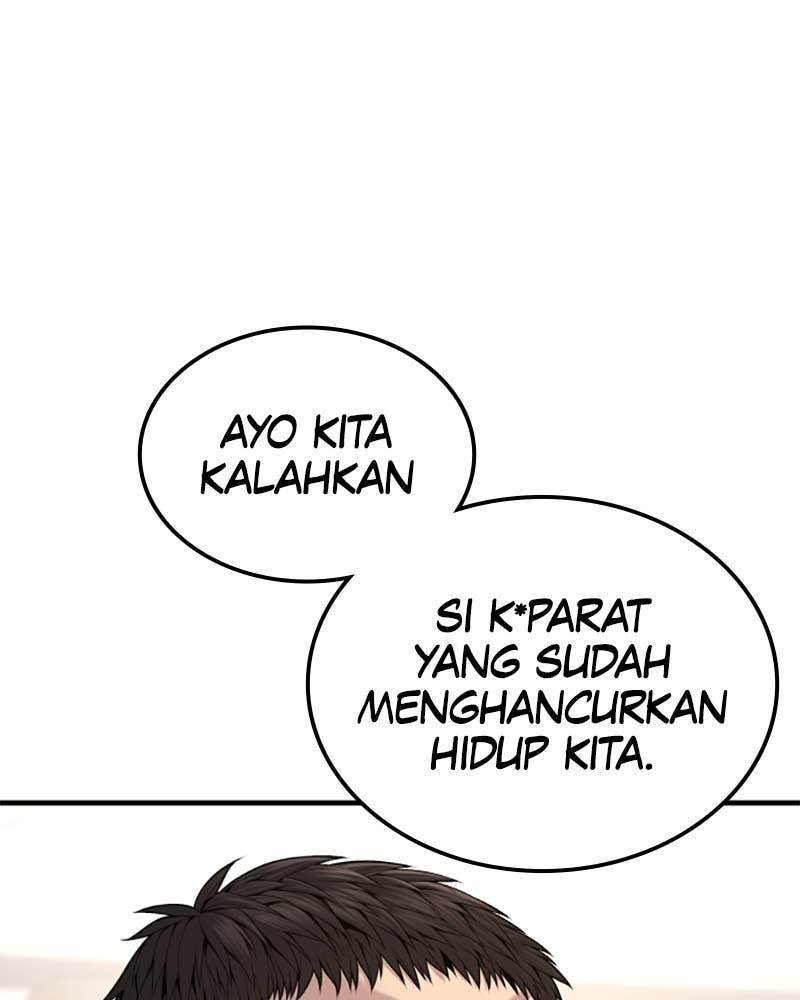 AYO KITA
KALAHKAN
SI K*PARAT
YANG SUDAH
MENGHANCURKAN
HIDUP KITA.